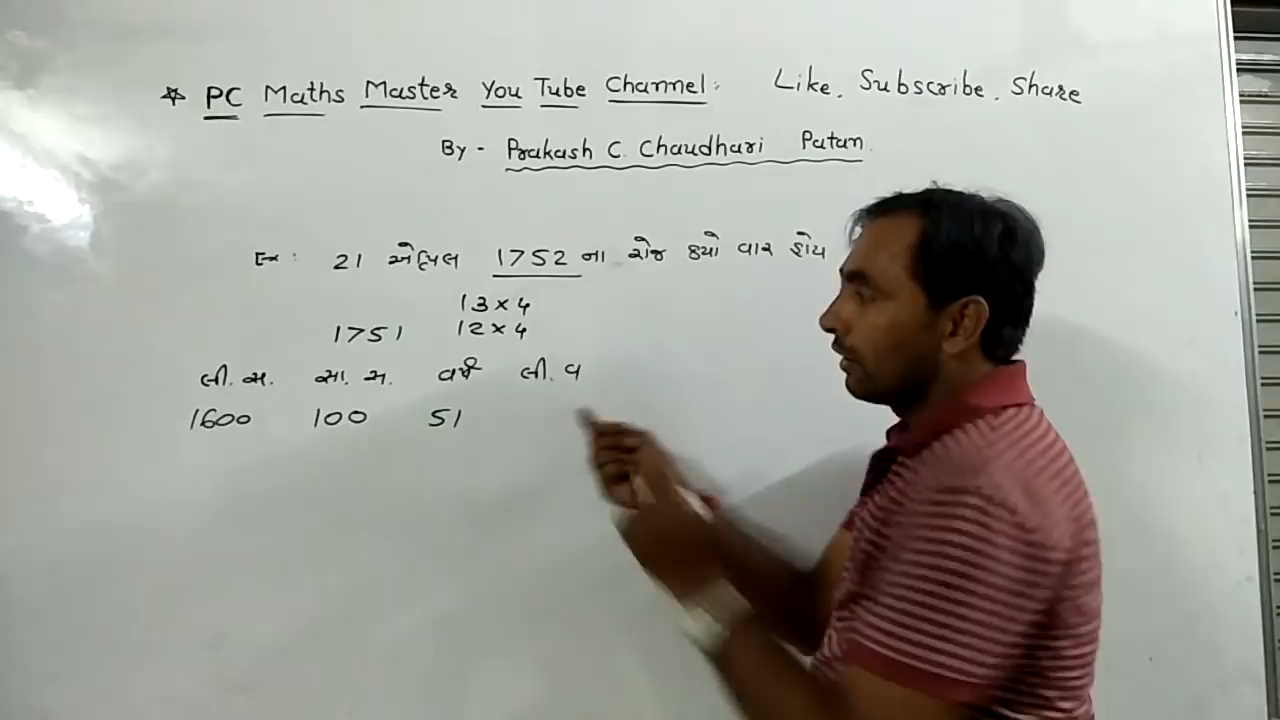 * PC Maths Master You Tube Channel: Like, Subscribe, Share
By - Prakash C. Chaudhari Patan
Ex: 21 એપ્રિલ 1752 ના રોજ કયો વાર હોય
13 × 4
1751 12 × 4
લી. સ. સા. સ. વર્ષ લી. વ
1600 100 51